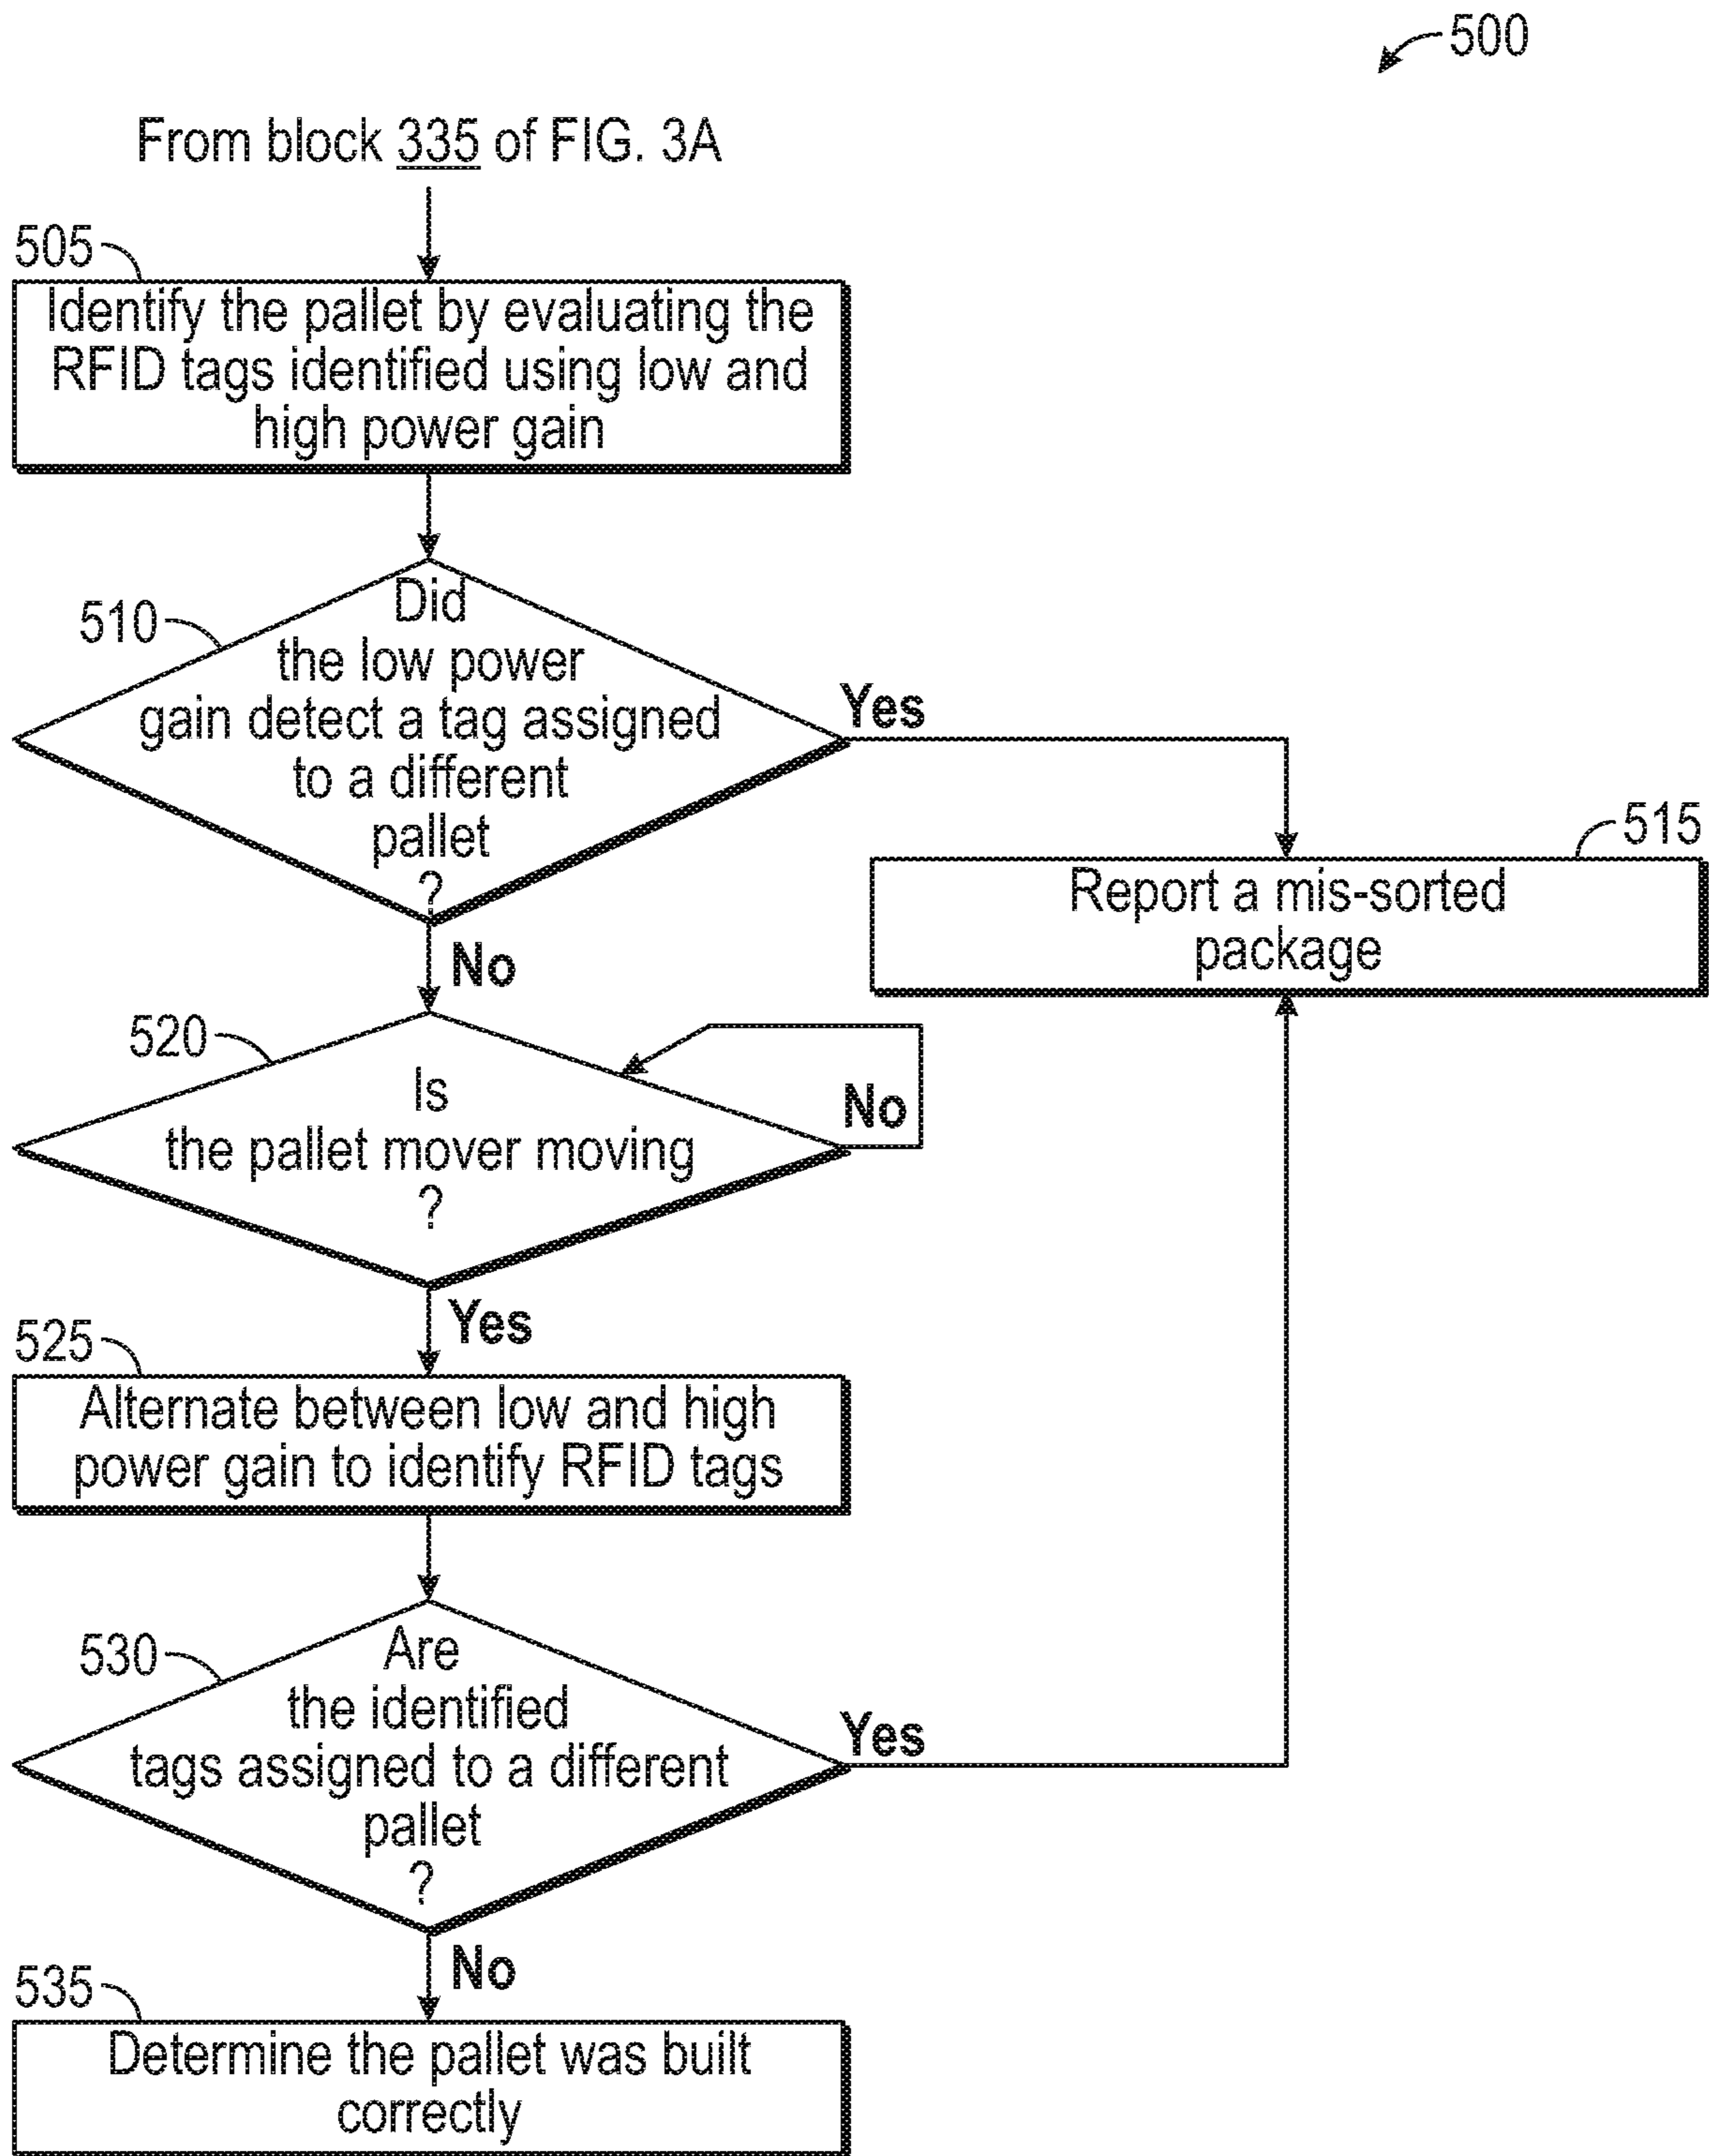 500
From block 335 of FIG. 3A
505
Identify the pallet by evaluating the
RFID tags identified using low and
high power gain
510
Did
the low power
gain detect a tag assigned
to a different
pallet
?
Yes
515
Report a mis-sorted
package
No
520
Is
the pallet mover moving
?
No
Yes
525
Alternate between low and high
power gain to identify RFID tags
530
Are
the identified
tags assigned to a different
pallet
?
Yes
No
535
Determine the pallet was built
correctly